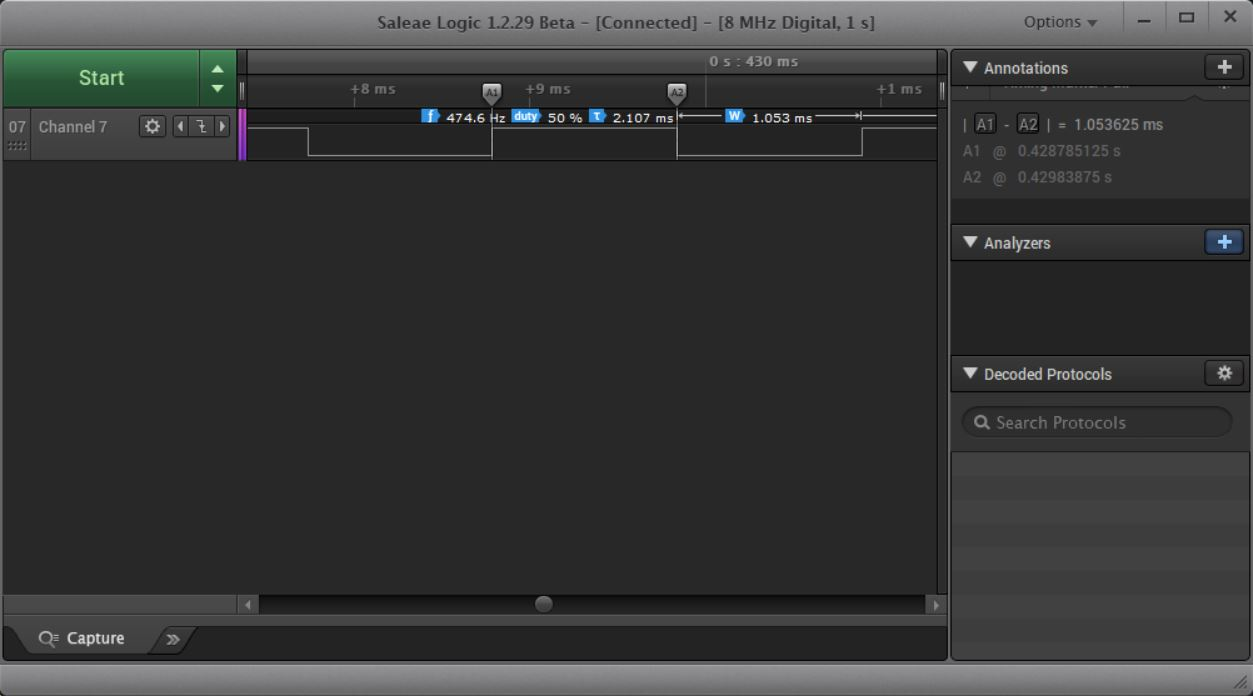 Saleae Logic 1.2.29 Beta - [Connected] - [8 MHz Digital, 1 s]
Options
Start
0 s : 430 ms
+8 ms
+9 ms
+1 ms
A1
A2
f 474.6 Hz duty 50 % τ 2.107 ms W 1.053 ms
07 Channel 7
Annotations
| A1 - A2 | = 1.053625 ms
A1 @ 0.428785125 s
A2 @ 0.42983875 s
Analyzers
Decoded Protocols
Search Protocols
Capture